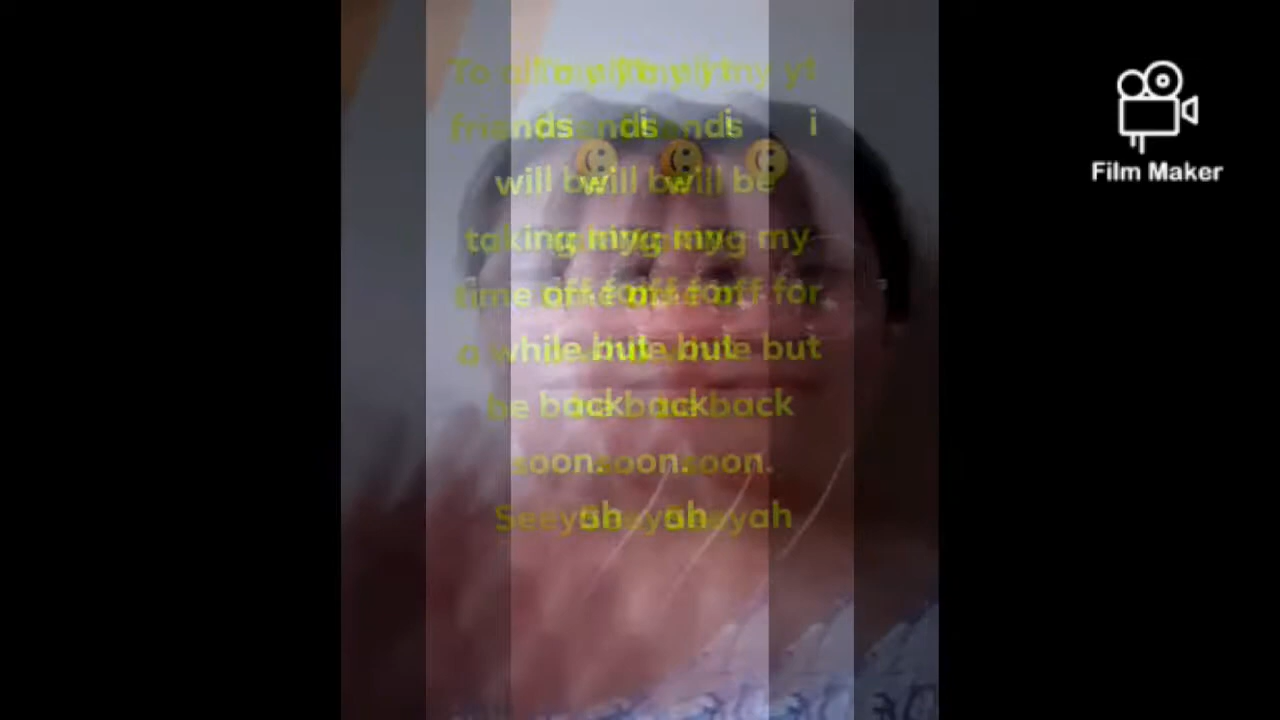 To all my yt
friends i
will be
taking my
time off for
a while but
be back
soon.
Seeyah
Film Maker